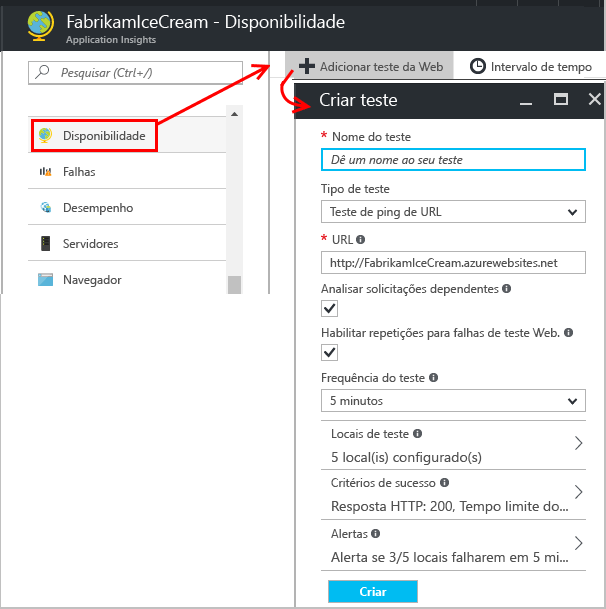 FabrikamIceCream - Disponibilidade
Application Insights
Pesquisar (Ctrl+/)
Disponibilidade
Falhas
Desempenho
Servidores
Navegador
Adicionar teste da Web
Intervalo de tempo
Criar teste
* Nome do teste
Dê um nome ao seu teste
Tipo de teste
Teste de ping de URL
* URL
http://FabrikamIceCream.azurewebsites.net
Analisar solicitações dependentes
Habilitar repetições para falhas de teste Web.
Frequência do teste
5 minutos
Locais de teste
5 local(is) configurado(s)
Critérios de sucesso
Resposta HTTP: 200, Tempo limite do...
Alertas
Alerta se 3/5 locais falharem em 5 mi...
Criar